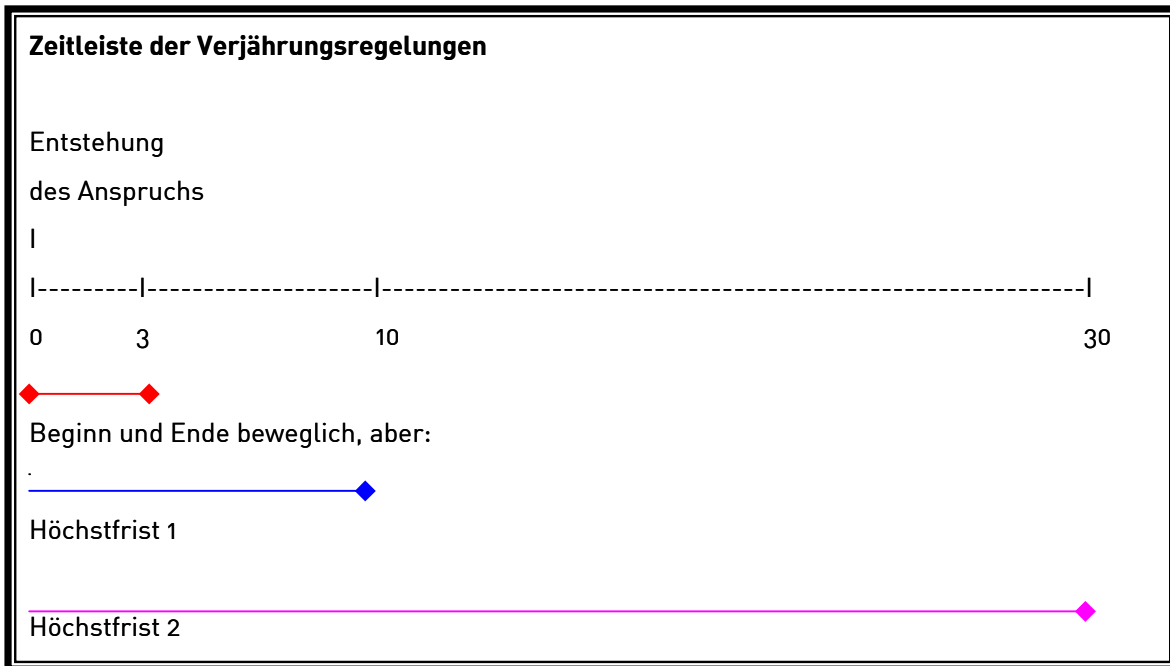 Zeitleiste der Verjährungsregelungen
Entstehung
des Anspruchs
|
|---------|-------------------|------------------------------------------------------------|
0 3 10 30
Beginn und Ende beweglich, aber:
.
Höchstfrist 1
Höchstfrist 2